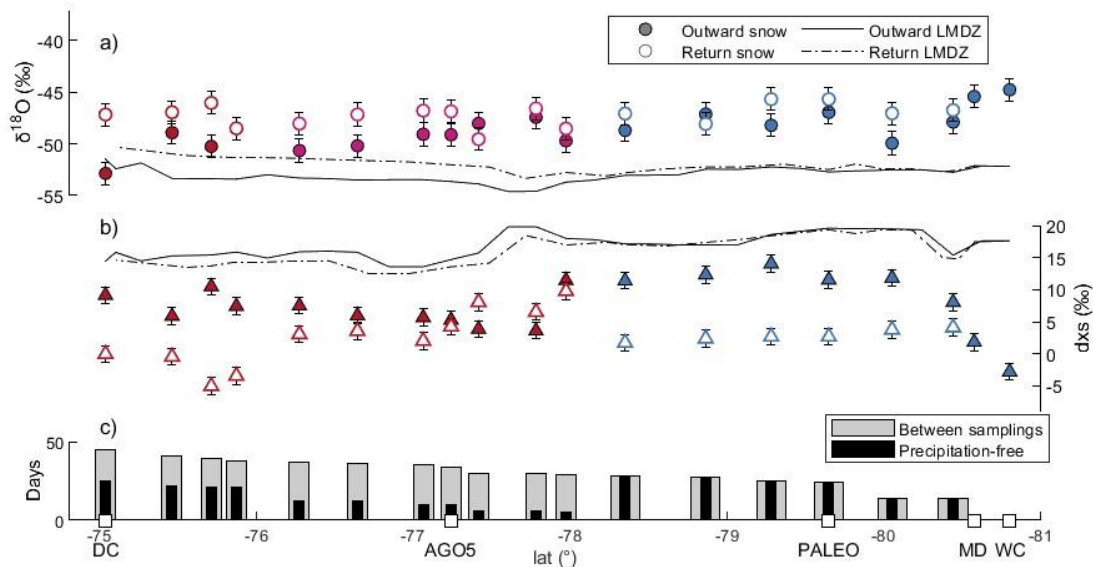 a)
-40
-45
-50
-55
δ18O (‰)
Outward snow
Return snow
Outward LMDZ
Return LMDZ
b)
20
15
10
5
0
-5
dxs (‰)
c)
50
0
Days
Between samplings
Precipitation-free
-75 -76 -77 -78 -79 -80 -81
DC AGO5 lat (°) PALEO MD WC